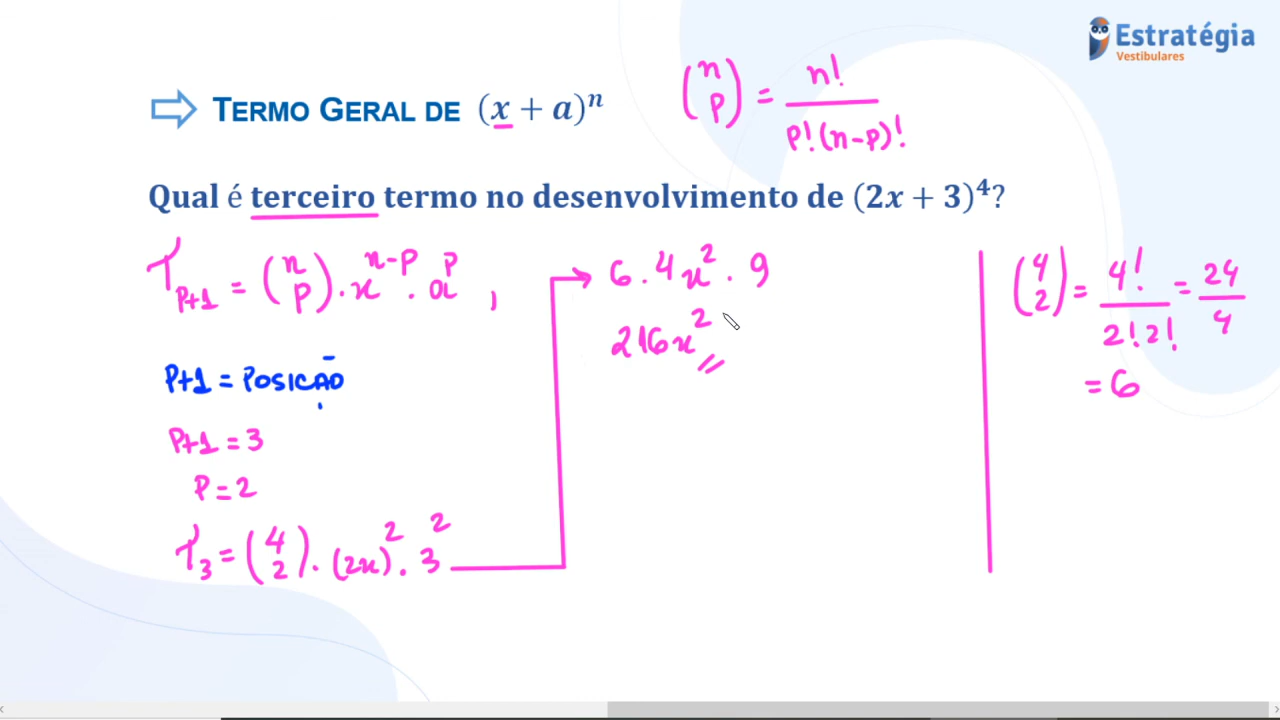 Estratégia
Vestibulares
TERMO GERAL DE (x + a)ⁿ
(n p) = n! / p!(n-p)!
Qual é terceiro termo no desenvolvimento de (2x + 3)⁴?
T_{P+1} = (n p) . x^{n-p} . a^p ,
P+1 = POSIÇÃO
P+1 = 3
P = 2
T₃ = (4 2) . (2x)² . 3²
→ 6 . 4x² . 9
216x²
(4 2) = 4! / 2!2! = 24 / 4
= 6